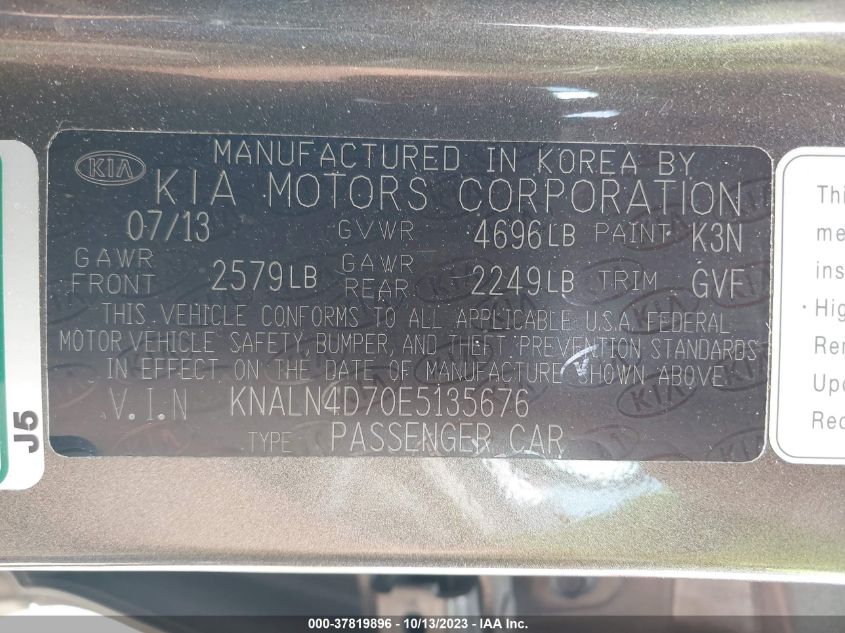 KIA
MANUFACTURED IN KOREA BY
KIA MOTORS CORPORATION
07/13 GVWR 4696LB PAINT K3N
GAWR FRONT 2579LB GAWR REAR 2249LB TRIM GVF
THIS VEHICLE CONFORMS TO ALL APPLICABLE U.S.A. FEDERAL
MOTOR VEHICLE SAFETY, BUMPER, AND THEFT PREVENTION STANDARDS
IN EFFECT ON THE DATE OF MANUFACTURE SHOWN ABOVE.
V.I.N KNALN4D70E5135676
TYPE PASSENGER CAR
J5
Thi
me
ins
· Hig
Rem
Upo
Rec
000-37819896 - 10/13/2023 - IAA Inc.